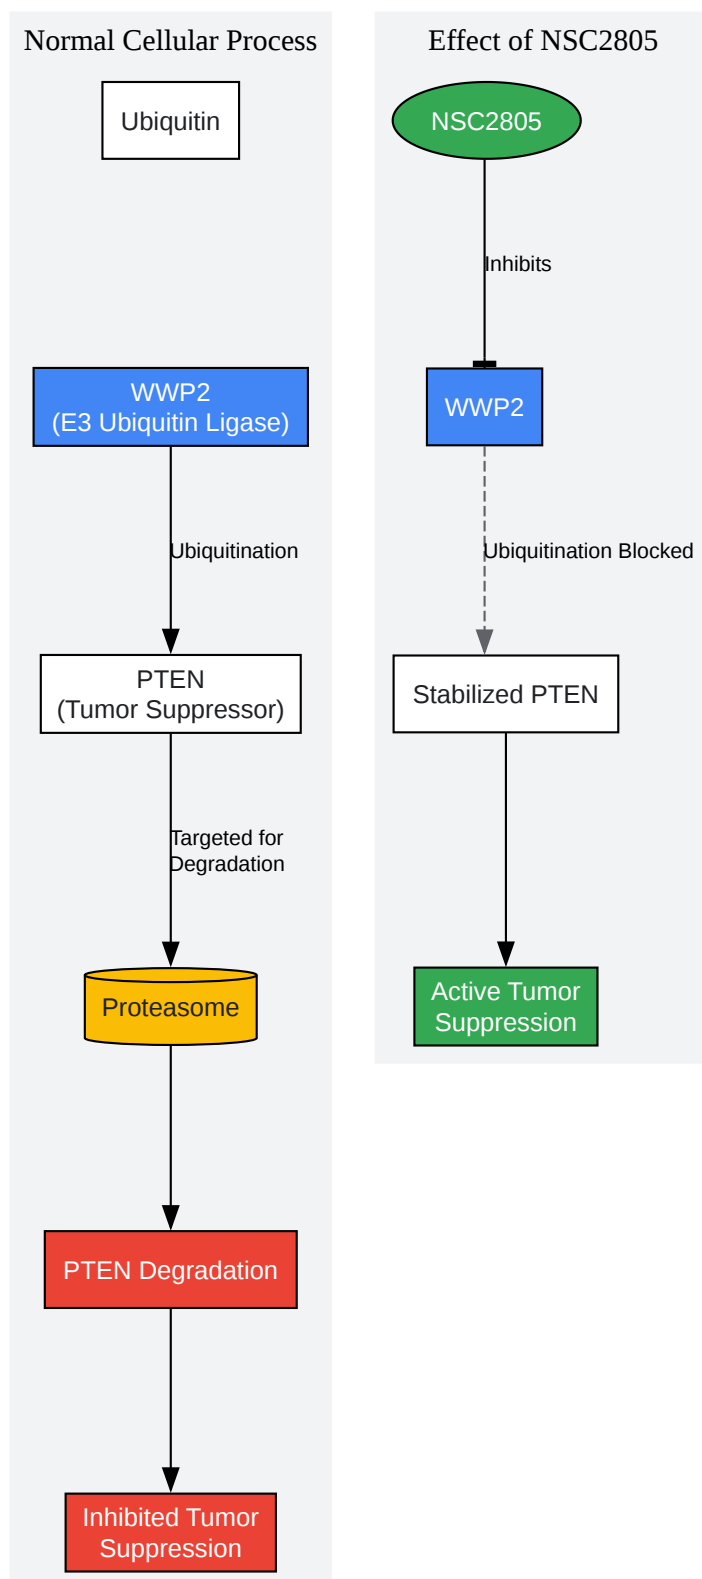 Normal Cellular Process
Ubiquitin
WWP2
(E3 Ubiquitin Ligase)
Ubiquitination
PTEN
(Tumor Suppressor)
Targeted for
Degradation
Proteasome
PTEN Degradation
Inhibited Tumor
Suppression
Effect of NSC2805
NSC2805
Inhibits
WWP2
Ubiquitination Blocked
Stabilized PTEN
Active Tumor
Suppression